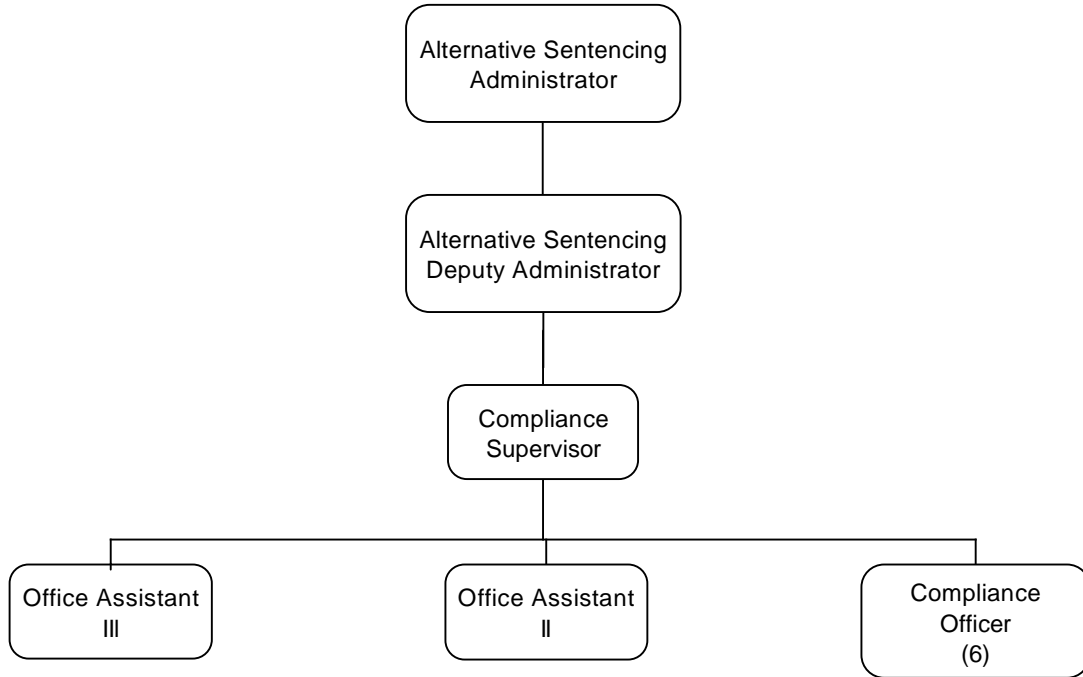 Alternative Sentencing
Administrator
Alternative Sentencing
Deputy Administrator
Compliance
Supervisor
Office Assistant
III
Office Assistant
II
Compliance
Officer
(6)